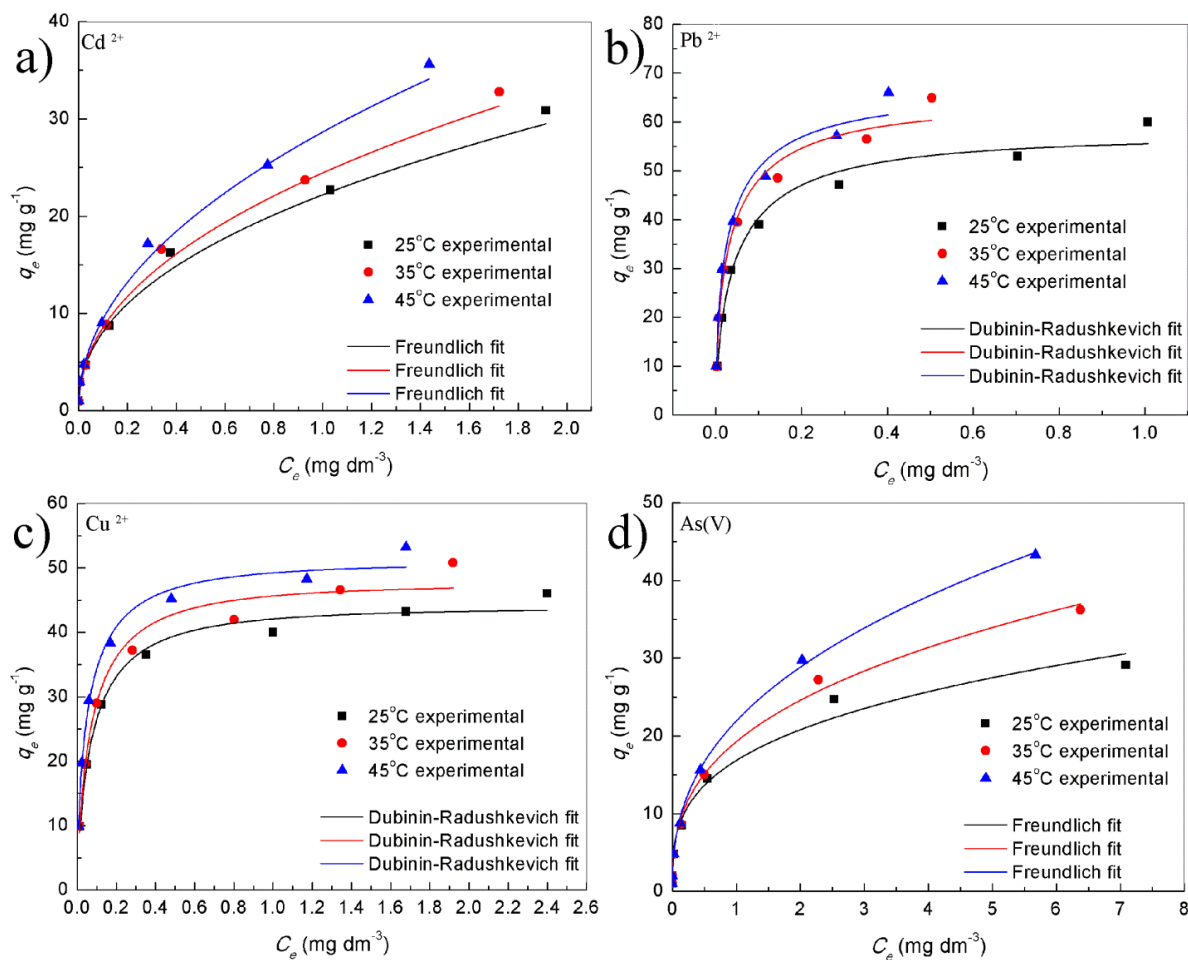 a)
Cd 2+
40
30
20
10
0
qe (mg g-1)
25°C experimental
35°C experimental
45°C experimental
Freundlich fit
Freundlich fit
Freundlich fit
0.0 0.2 0.4 0.6 0.8 1.0 1.2 1.4 1.6 1.8 2.0
Ce (mg dm-3)
b)
Pb 2+
80
70
60
50
40
30
20
10
0
qe (mg g-1)
25°C experimental
35°C experimental
45°C experimental
Dubinin-Radushkevich fit
Dubinin-Radushkevich fit
Dubinin-Radushkevich fit
0.0 0.2 0.4 0.6 0.8 1.0
Ce (mg dm-3)
c)
Cu 2+
60
50
40
30
20
10
0
qe (mg g-1)
25°C experimental
35°C experimental
45°C experimental
Dubinin-Radushkevich fit
Dubinin-Radushkevich fit
Dubinin-Radushkevich fit
0.0 0.2 0.4 0.6 0.8 1.0 1.2 1.4 1.6 1.8 2.0 2.2 2.4 2.6
Ce (mg dm-3)
d)
As(V)
50
40
30
20
10
0
qe (mg g-1)
25°C experimental
35°C experimental
45°C experimental
Freundlich fit
Freundlich fit
Freundlich fit
0 1 2 3 4 5 6 7 8
Ce (mg dm-3)